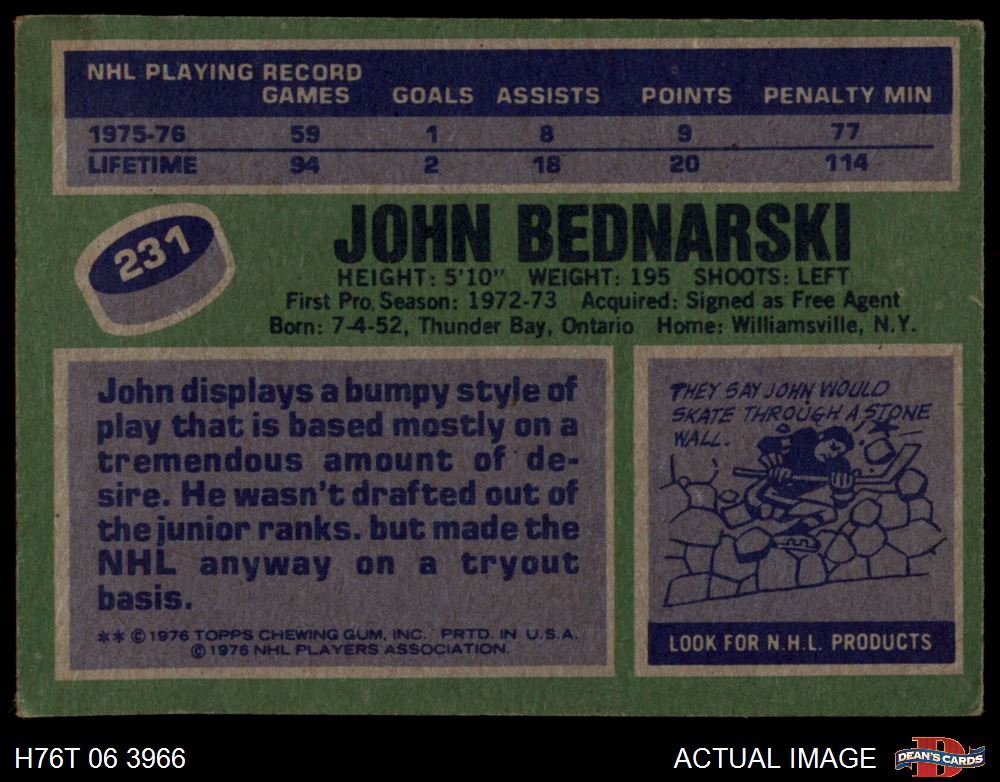 NHL PLAYING RECORD
GAMES GOALS ASSISTS POINTS PENALTY MIN
1975-76 59 1 8 9 77
LIFETIME 94 2 18 20 114
231
JOHN BEDNARSKI
HEIGHT: 5'10" WEIGHT: 195 SHOOTS: LEFT
First Pro. Season: 1972-73 Acquired: Signed as Free Agent
Born: 7-4-52, Thunder Bay, Ontario Home: Williamsville, N.Y.
John displays a bumpy style of
play that is based mostly on a
tremendous amount of de-
sire. He wasn't drafted out of
the junior ranks. but made the
NHL anyway on a tryout
basis.
** © 1976 TOPPS CHEWING GUM, INC. PRTD. IN U.S.A.
© 1976 NHL PLAYERS ASSOCIATION.
THEY SAY JOHN WOULD
SKATE THROUGH A STONE
WALL.
LOOK FOR N.H.L. PRODUCTS
H76T 06 3966
ACTUAL IMAGE
D
DEAN'S CARDS